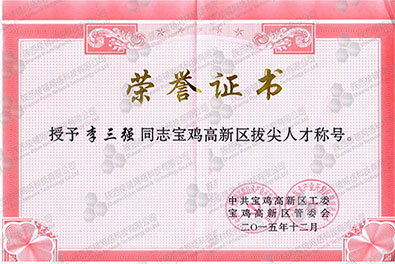 荣誉证书
授予 李三强 同志宝鸡高新区拔尖人才称号。
中共宝鸡高新区工委
宝鸡高新区管委会
二〇一五年十二月